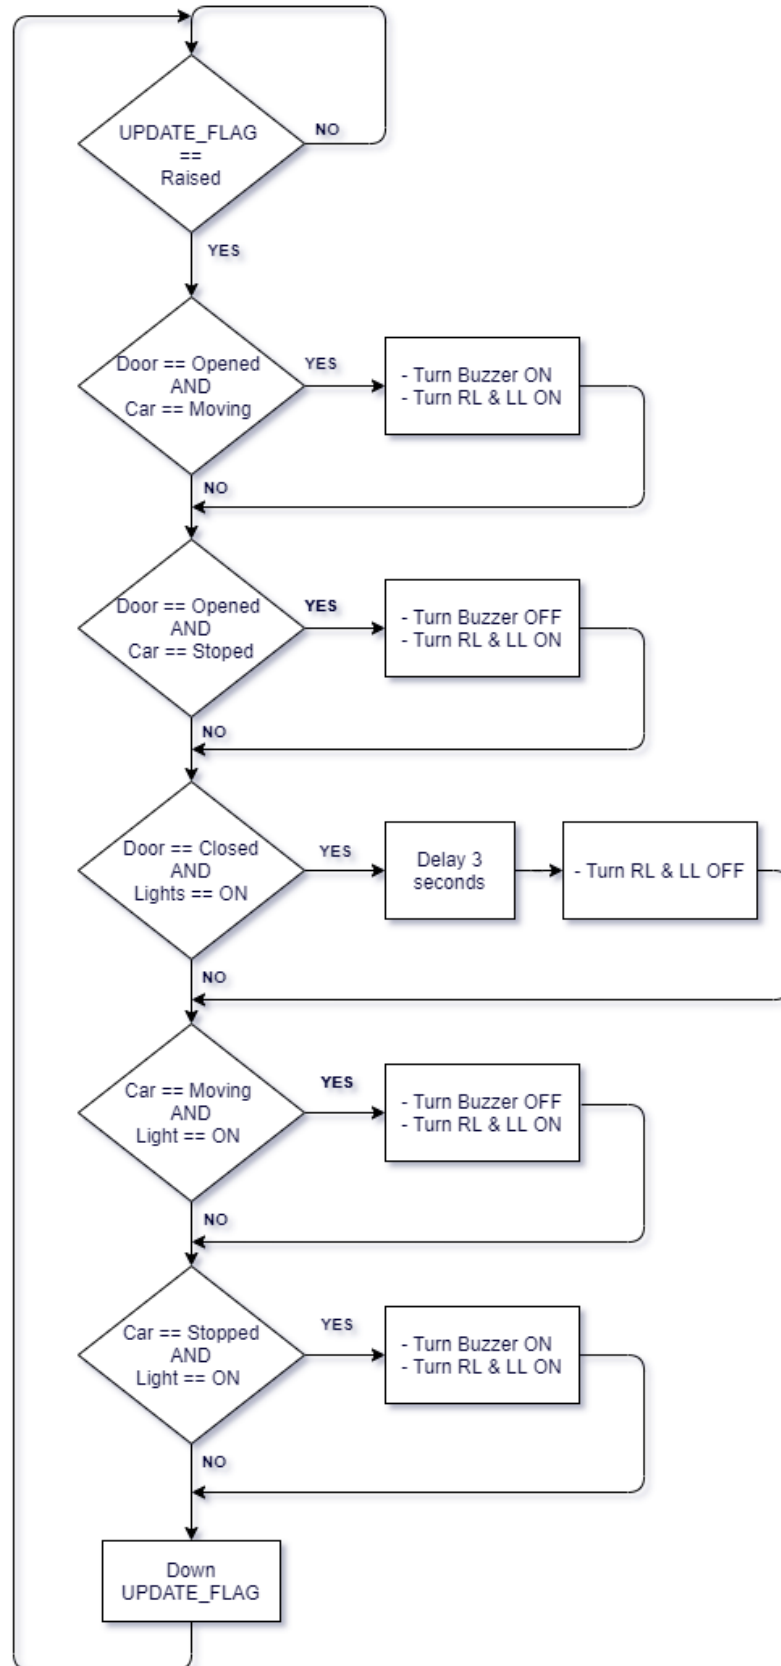 UPDATE_FLAG
==
Raised
NO
YES
Door == Opened
AND
Car == Moving
YES
- Turn Buzzer ON
- Turn RL & LL ON
NO
Door == Opened
AND
Car == Stoped
YES
- Turn Buzzer OFF
- Turn RL & LL ON
NO
Door == Closed
AND
Lights == ON
YES
Delay 3
seconds
- Turn RL & LL OFF
NO
Car == Moving
AND
Light == ON
YES
- Turn Buzzer OFF
- Turn RL & LL ON
NO
Car == Stopped
AND
Light == ON
YES
- Turn Buzzer ON
- Turn RL & LL ON
NO
Down
UPDATE_FLAG